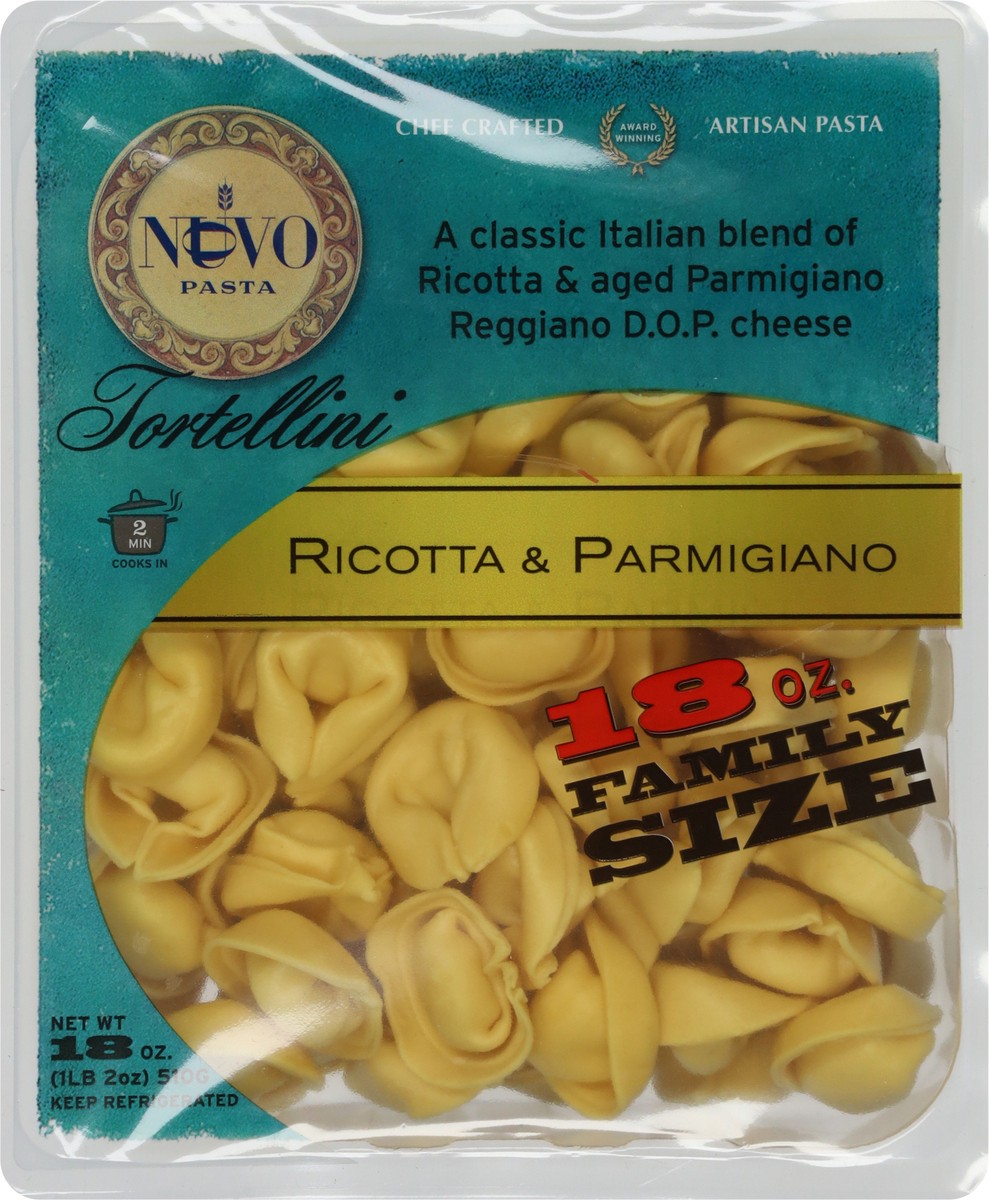 CHEF CRAFTED
AWARD
WINNING
ARTISAN PASTA
NUOVO
PASTA
A classic Italian blend of
Ricotta & aged Parmigiano
Reggiano D.O.P. cheese
Tortellini
2
MIN
COOKS IN
RICOTTA & PARMIGIANO
18 OZ.
FAMILY
SIZE
NET WT
18 OZ.
(1LB 2oz) 510G
KEEP REFRIGERATED